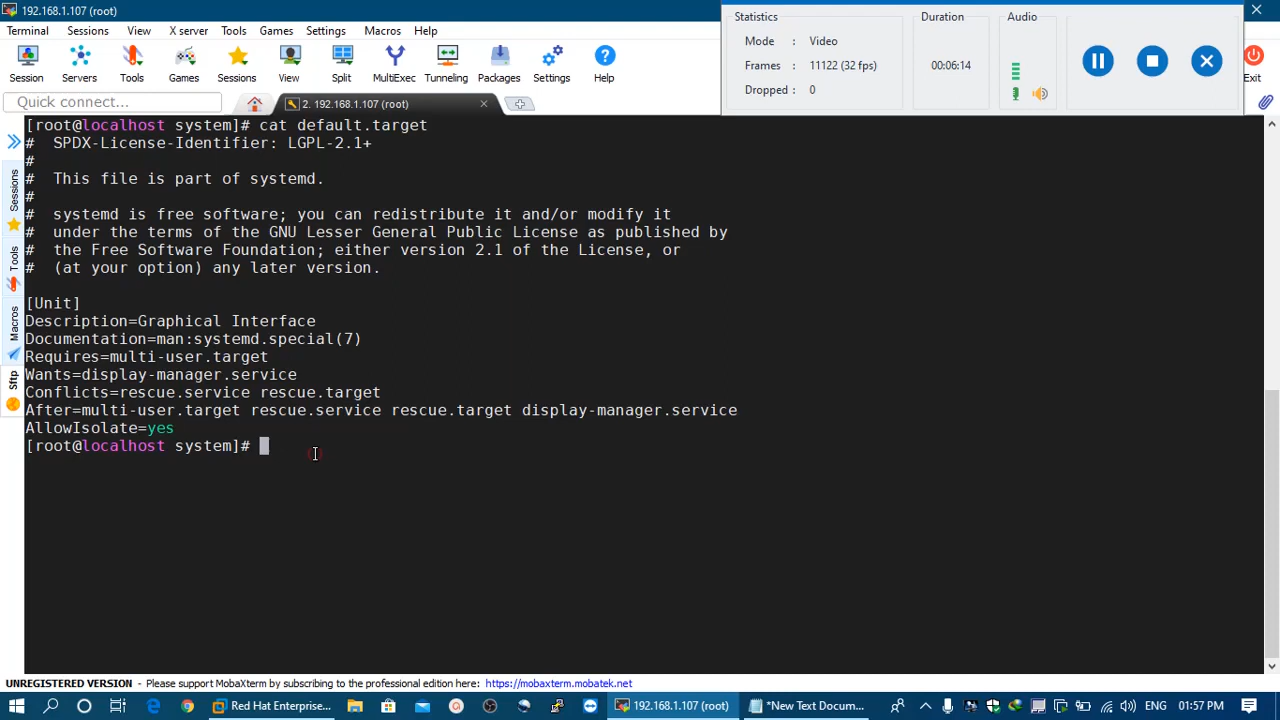 192.168.1.107 (root)
Terminal Sessions View X server Tools Games Settings Macros Help
Session Servers Tools Games Sessions View Split MultiExec Tunneling Packages Settings Help Exit
Statistics Duration Audio
Mode : Video
Frames : 11122 (32 fps) 00:06:14
Dropped : 0
Quick connect...
2. 192.168.1.107 (root)
Sessions
Tools
Macros
Sftp
[root@localhost system]# cat default.target
#  SPDX-License-Identifier: LGPL-2.1+
#
#  This file is part of systemd.
#
#  systemd is free software; you can redistribute it and/or modify it
#  under the terms of the GNU Lesser General Public License as published by
#  the Free Software Foundation; either version 2.1 of the License, or
#  (at your option) any later version.
[Unit]
Description=Graphical Interface
Documentation=man:systemd.special(7)
Requires=multi-user.target
Wants=display-manager.service
Conflicts=rescue.service rescue.target
After=multi-user.target rescue.service rescue.target display-manager.service
AllowIsolate=yes
[root@localhost system]#
UNREGISTERED VERSION - Please support MobaXterm by subscribing to the professional edition here: https://mobaxterm.mobatek.net
Red Hat Enterprise... 192.168.1.107 (root) *New Text Docum... ENG 01:57 PM